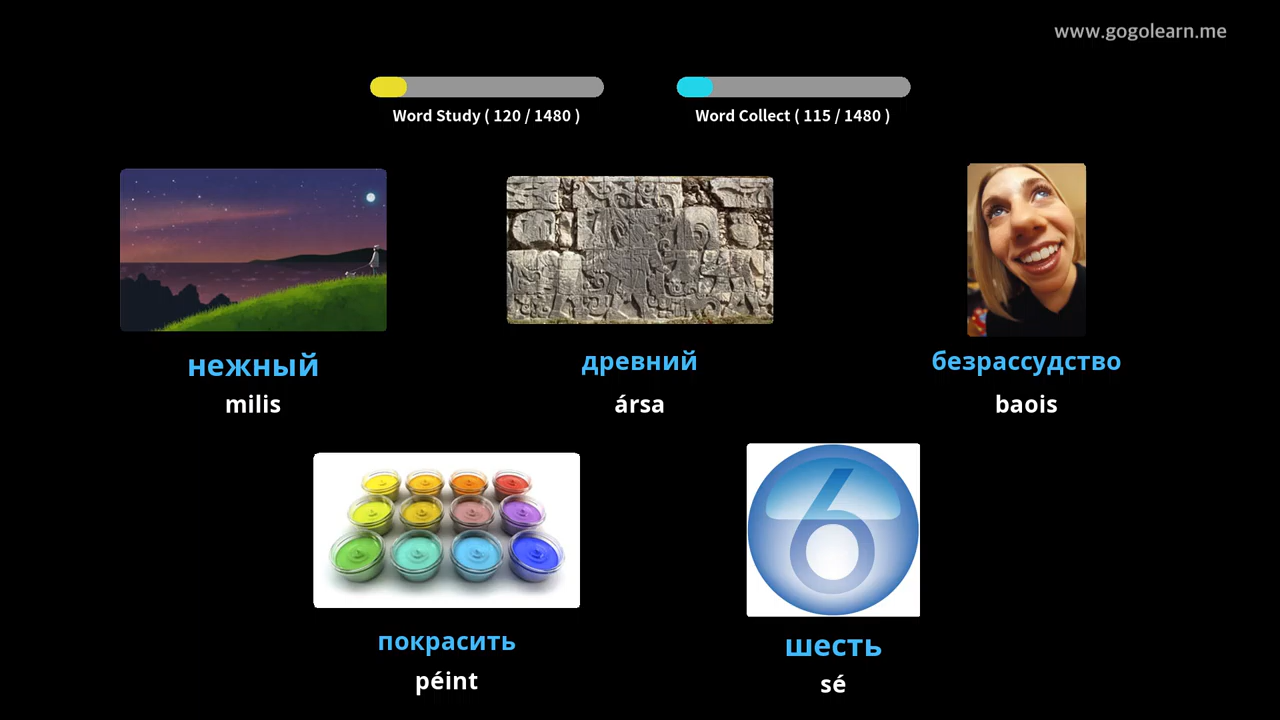 www.gogolearn.me
Word Study ( 120 / 1480 )
Word Collect ( 115 / 1480 )
нежный
milis
древний
ársa
безрассудство
baois
6
покрасить
péint
шесть
sé